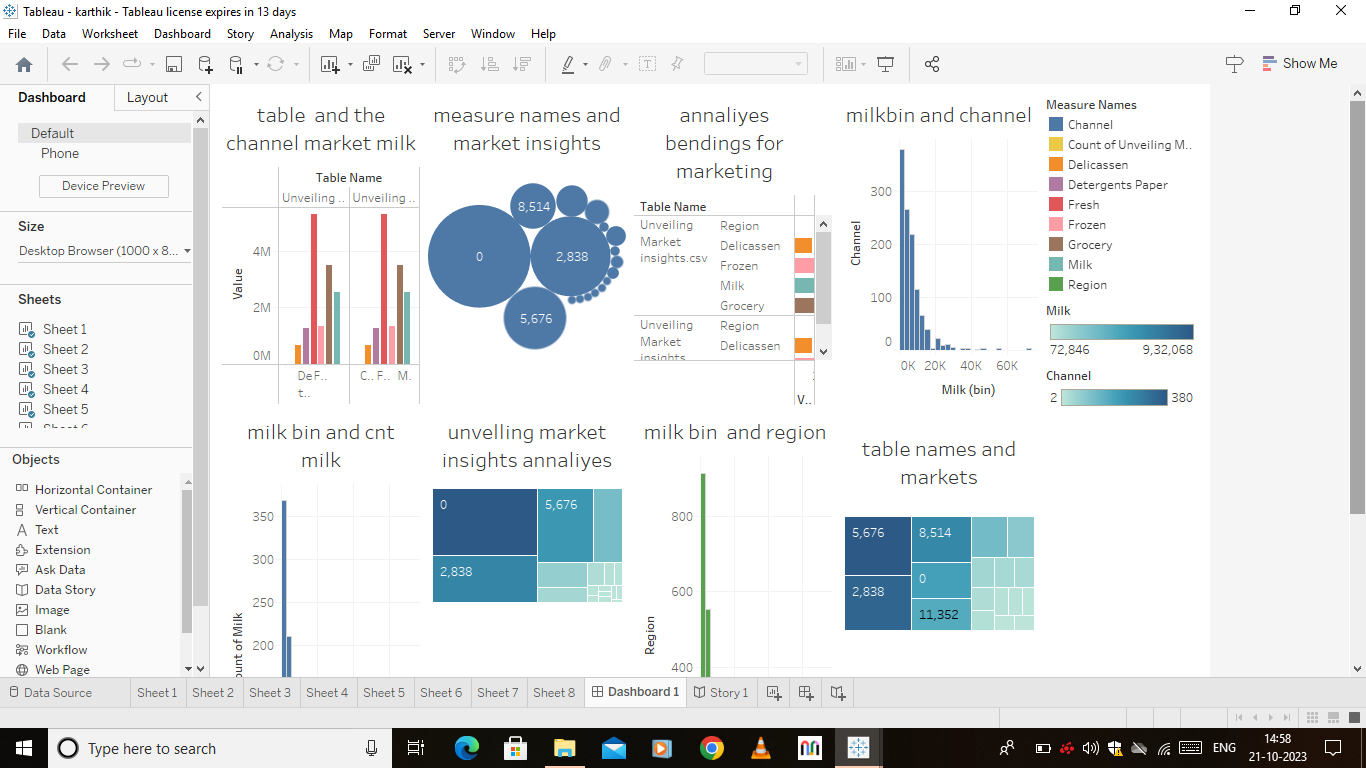 Tableau - karthik - Tableau license expires in 13 days
File Data Worksheet Dashboard Story Analysis Map Format Server Window Help
Show Me
Dashboard Layout
Default
Phone
Device Preview
Size
Desktop Browser (1000 x 8...
Sheets
Sheet 1
Sheet 2
Sheet 3
Sheet 4
Sheet 5
Objects
Horizontal Container
Vertical Container
Text
Extension
Ask Data
Data Story
Image
Blank
Workflow
Web Page
table and the
channel market milk
Table Name
Unveiling .. Unveiling ..
Value
4M
2M
0M
De F.. C.. F.. M.
t..
measure names and
market insights
8,514
0
2,838
5,676
annaliyes
bendings for
marketing
Table Name
Unveiling
Market
insights.csv
Region
Delicassen
Frozen
Milk
Grocery
Unveiling
Market
insights
Region
Delicassen
V..
milkbin and channel
Channel
300
200
100
0
0K 20K 40K 60K
Milk (bin)
Measure Names
Channel
Count of Unveiling M..
Delicassen
Detergents Paper
Fresh
Frozen
Grocery
Milk
Region
Milk
72,846 9,32,068
Channel
2 380
milk bin and cnt
milk
350
300
250
200
ount of Milk
unvelling market
insights annaliyes
0
5,676
2,838
milk bin and region
800
600
400
Region
table names and
markets
5,676
8,514
2,838
0
11,352
Data Source Sheet 1 Sheet 2 Sheet 3 Sheet 4 Sheet 5 Sheet 6 Sheet 7 Sheet 8 Dashboard 1 Story 1
Type here to search
ENG
14:58
21-10-2023